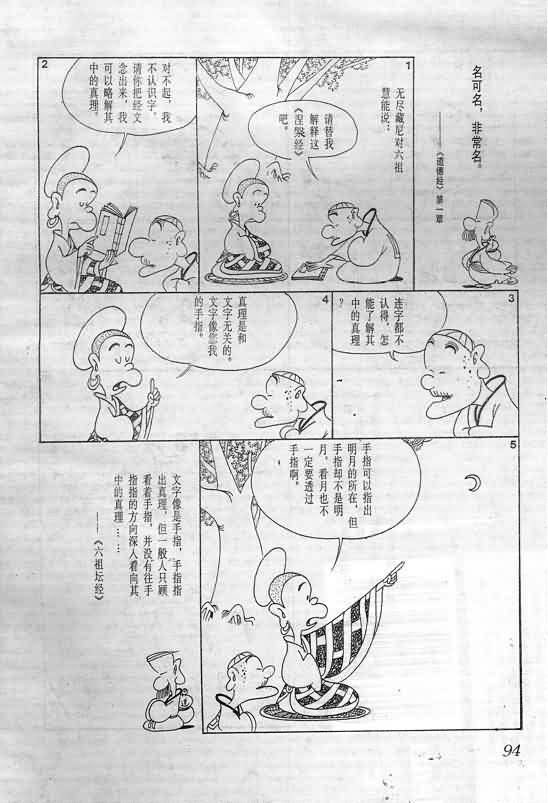 名可名，非常名。
——《道德经》第一章
1
无尽藏尼对六祖
慧能说：
请替我
解释这
《涅槃经》
吧。
2
对不起，我
不认识字。
请你把经文
念出来，我
可以略解其
中的真理。
3
连字都不
认得，怎
能了解其
中的真理
？
4
真理是和
文字无关的。
文字像您我
的手指。
5
手指可以指出
明月的所在，但
手指却不是明
月，看月也不
一定要透过
手指啊。
文字像是手指，手指指
出真理，但一般人只顾
看着手指，并没有往手
指指的方向深入看向其
中的真理……
——《六祖坛经》
94